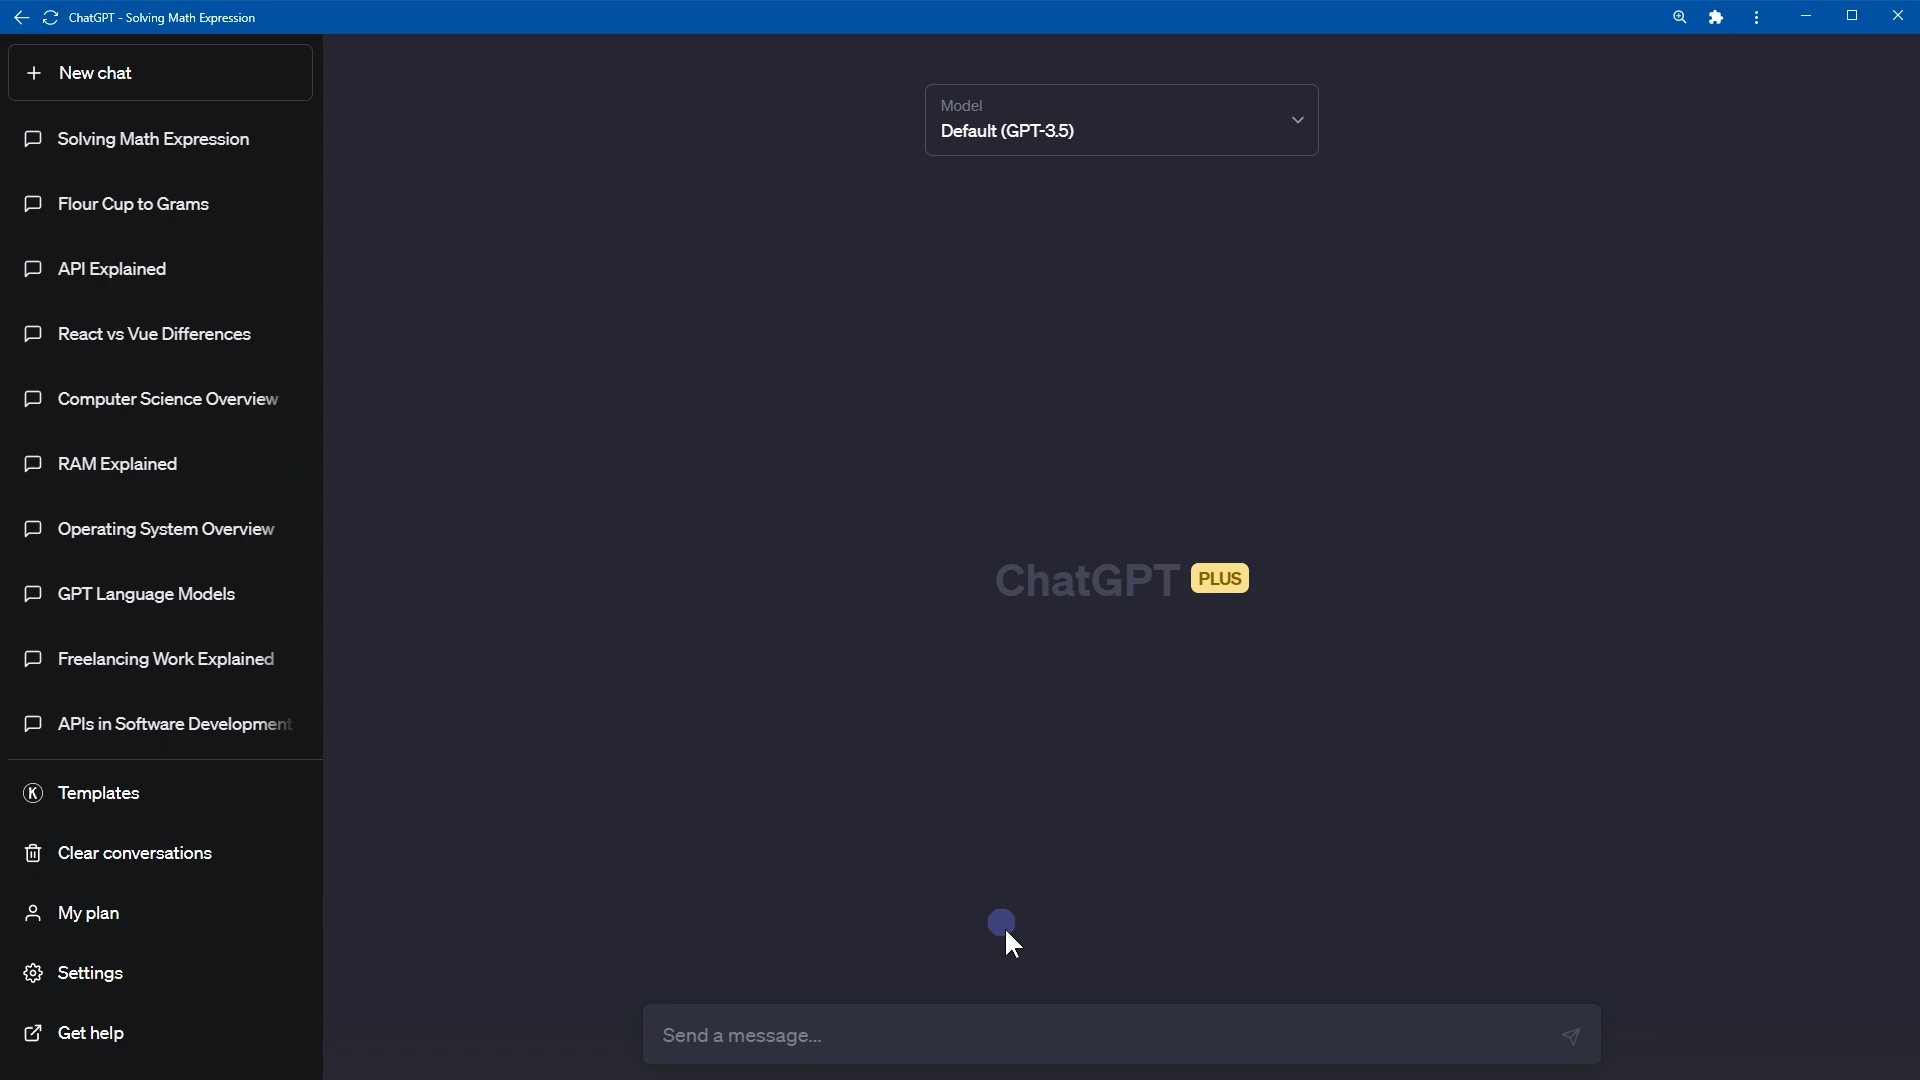 ChatGPT - Solving Math Expression
New chat
Solving Math Expression
Flour Cup to Grams
API Explained
React vs Vue Differences
Computer Science Overview
RAM Explained
Operating System Overview
GPT Language Models
Freelancing Work Explained
APIs in Software Development
Templates
Clear conversations
My plan
Settings
Get help
Model
Default (GPT-3.5)
ChatGPT PLUS
Send a message...